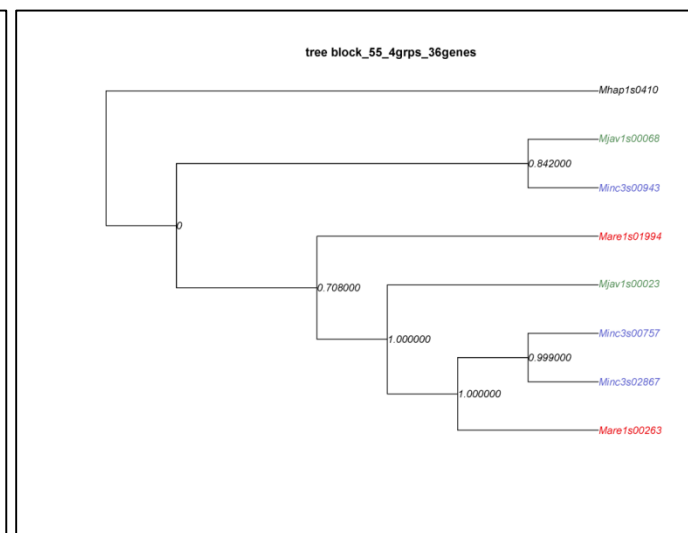 tree block_55_4grps_36genes
Mhap1s0410
Mjav1s00068
0.842000
Minc3s00943
0
Mare1s01994
0.708000
Mjav1s00023
1.000000
Minc3s00757
0.999000
Minc3s02867
1.000000
Mare1s00263